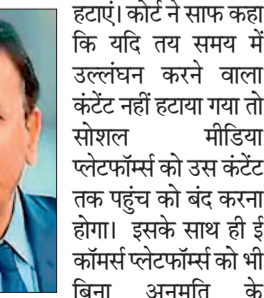 हटाएं। कोर्ट ने साफ कहा
कि यदि तय समय में
उल्लंघन करने वाला
कंटेंट नहीं हटाया गया तो
सोशल मीडिया
प्लेटफॉर्म्स को उस कंटेंट
तक पहुंच को बंद करना
होगा। इसके साथ ही ई
कॉमर्स प्लेटफॉर्म्स को भी
बिना अनुमति के